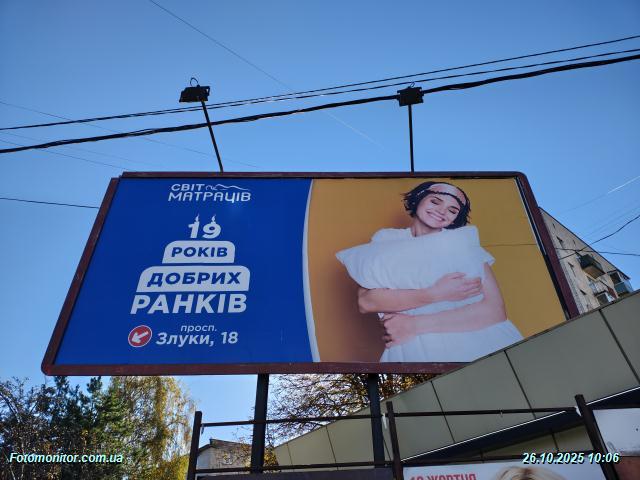 СВІТ
МАТРАЦІВ
19
РОКІВ
ДОБРИХ
РАНКІВ
просп.
Злуки, 18
Fotomonitor.com.ua
26.10.2025 10:06